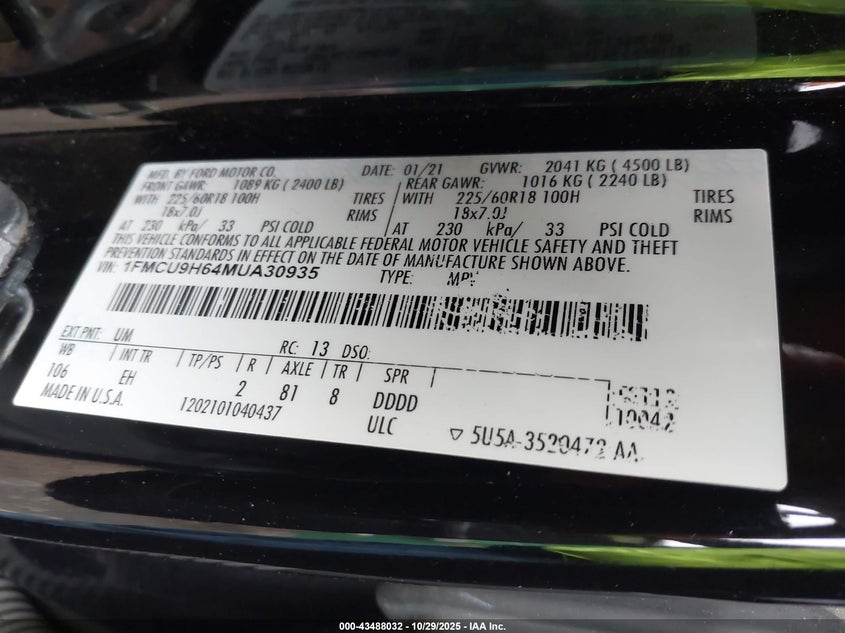 MFD. BY FORD MOTOR CO. DATE: 01/21 GVWR: 2041 KG ( 4500 LB)
FRONT GAWR: 1089 KG ( 2400 LB) REAR GAWR: 1016 KG ( 2240 LB)
WITH 225/60R18 100H TIRES WITH 225/60R18 100H TIRES
18x7.0J RIMS 18x7.0J RIMS
AT 230 kPa/ 33 PSI COLD AT 230 kPa/ 33 PSI COLD
THIS VEHICLE CONFORMS TO ALL APPLICABLE FEDERAL MOTOR VEHICLE SAFETY AND THEFT
PREVENTION STANDARDS IN EFFECT ON THE DATE OF MANUFACTURE SHOWN ABOVE.
VIN: 1FMCU9H64MUA30935 TYPE: MPV
EXT PNT: UM RC: 13 DSO:
WB INT TR TP/PS R AXLE TR SPR
106 EH 2 81 8 DDDD
MADE IN U.S.A. 1202101040437 ULC
10042
5U5A-3520472 AA
000-43488032 - 10/29/2025 - IAA Inc.